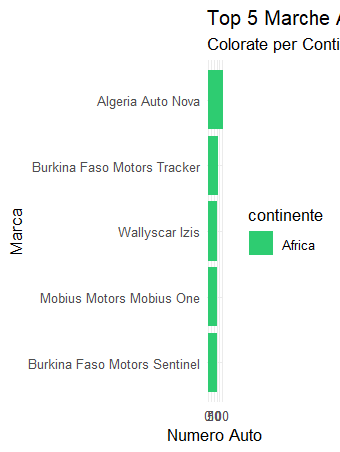 Top 5 Marche A
Colorate per Conti
Algeria Auto Nova
Burkina Faso Motors Tracker
Wallyscar Izis
Mobius Motors Mobius One
Burkina Faso Motors Sentinel
Marca
continente
Africa
Numero Auto